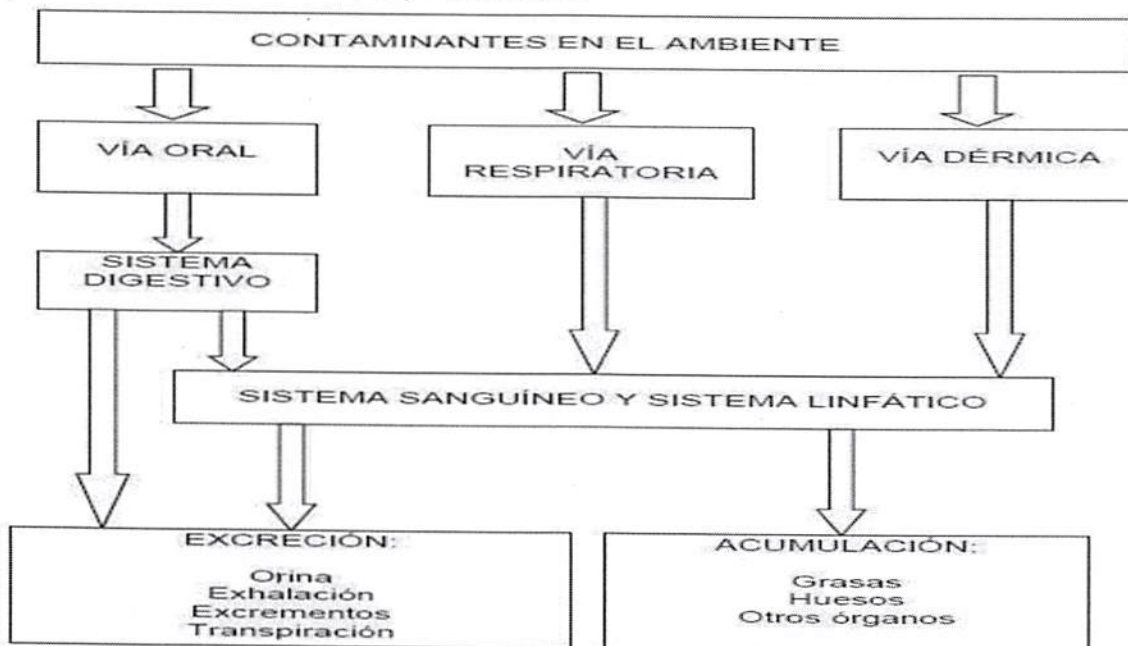 CONTAMINANTES EN EL AMBIENTE
VÍA ORAL
VÍA
RESPIRATORIA
VÍA DÉRMICA
SISTEMA
DIGESTIVO
SISTEMA SANGUÍNEO Y SISTEMA LINFÁTICO
EXCRECIÓN:
Orina
Exhalación
Excrementos
Transpiración
ACUMULACIÓN:
Grasas
Huesos
Otros órganos